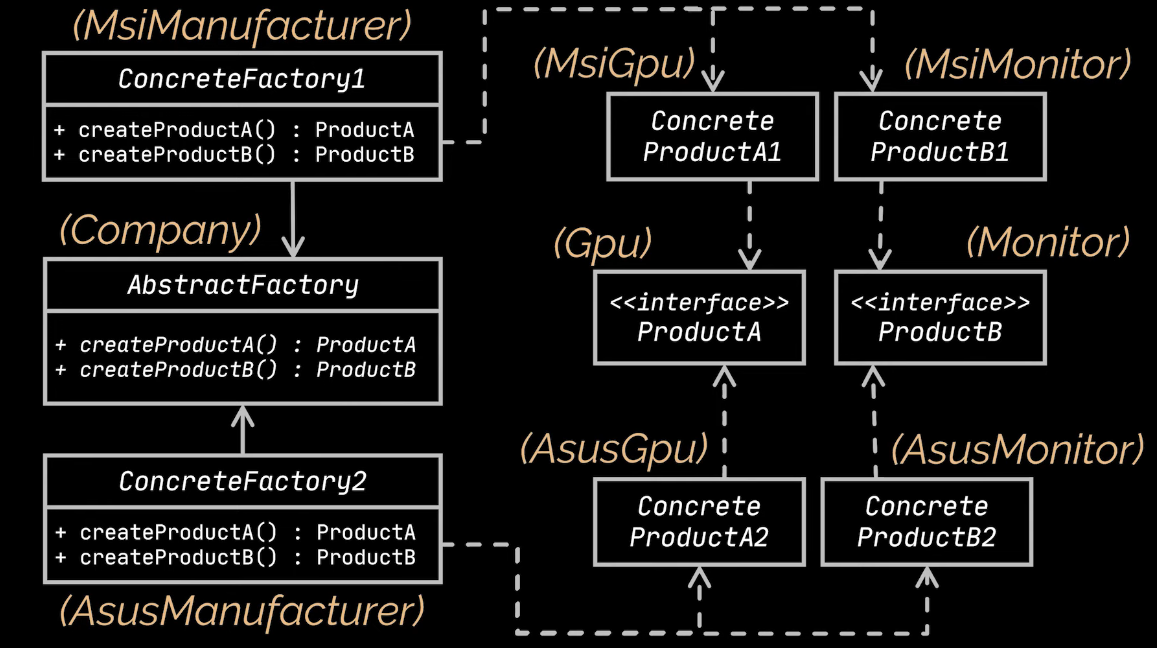 (MsiManufacturer)
ConcreteFactory1
+ createProductA() : ProductA
+ createProductB() : ProductB
(Company)
AbstractFactory
+ createProductA() : ProductA
+ createProductB() : ProductB
ConcreteFactory2
+ createProductA() : ProductA
+ createProductB() : ProductB
(AsusManufacturer)
(MsiGpu)
Concrete
ProductA1
(MsiMonitor)
Concrete
ProductB1
(Gpu)
<<interface>>
ProductA
(Monitor)
<<interface>>
ProductB
(AsusGpu)
Concrete
ProductA2
(AsusMonitor)
Concrete
ProductB2